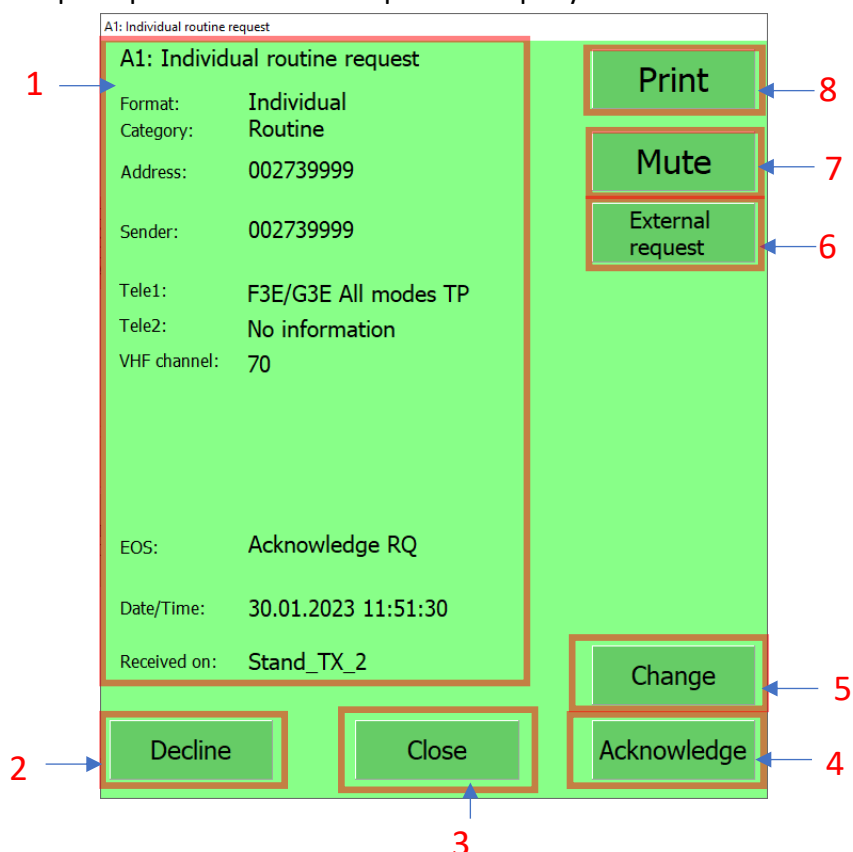 A1: Individual routine request
A1: Individual routine request
Format: Individual
Category: Routine
Address: 002739999
Sender: 002739999
Tele1: F3E/G3E All modes TP
Tele2: No information
VHF channel: 70
EOS: Acknowledge RQ
Date/Time: 30.01.2023 11:51:30
Received on: Stand_TX_2
Print
Mute
External
request
Change
Decline
Close
Acknowledge
1
8
7
6
5
2
4
3